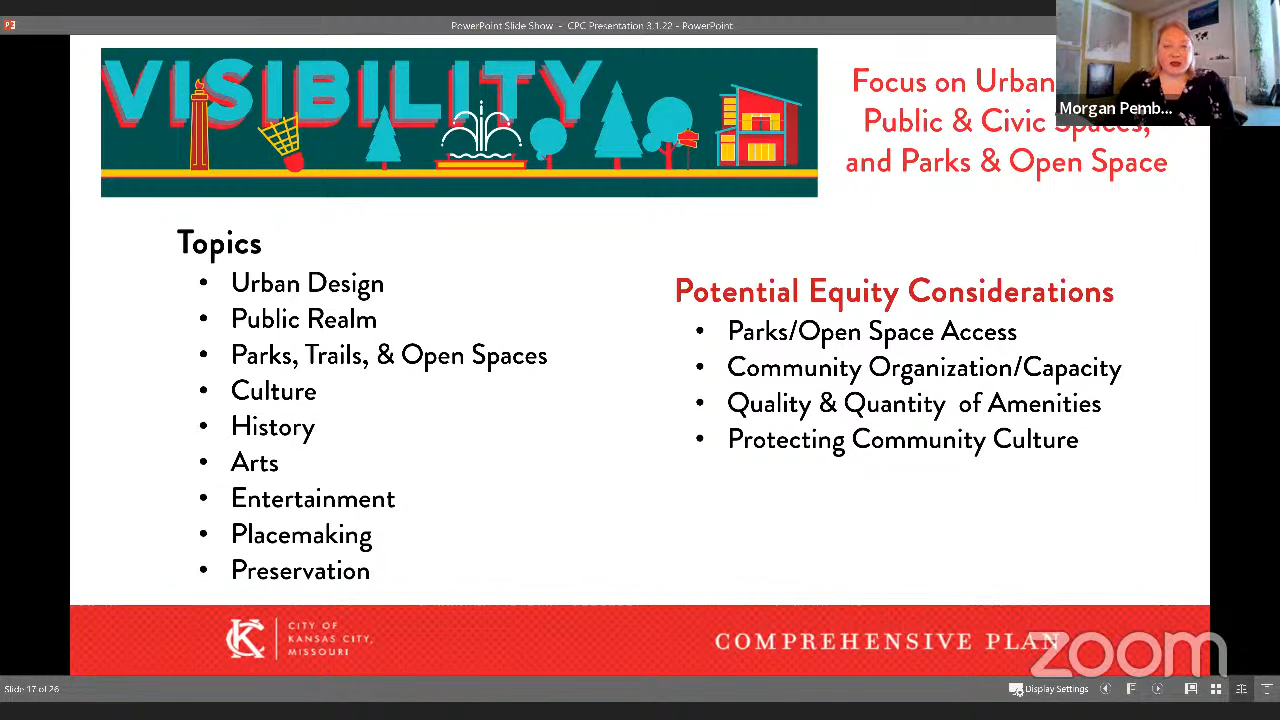 PowerPoint Slide Show - CPC Presentation 3.1.22 - PowerPoint
VISIBILITY
Focus on Urban
Public & Civic Spaces,
and Parks & Open Space
Morgan Pemb...
Topics
• Urban Design
• Public Realm
• Parks, Trails, & Open Spaces
• Culture
• History
• Arts
• Entertainment
• Placemaking
• Preservation
Potential Equity Considerations
• Parks/Open Space Access
• Community Organization/Capacity
• Quality & Quantity of Amenities
• Protecting Community Culture
KC
CITY OF
KANSAS CITY,
MISSOURI
COMPREHENSIVE PLAN
zoom
Slide 17 of 26
Display Settings